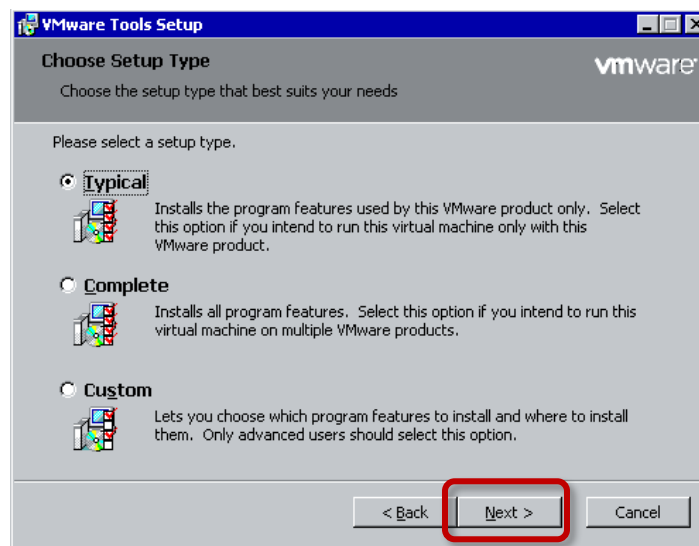 VMware Tools Setup
Choose Setup Type
vmware
Choose the setup type that best suits your needs
Please select a setup type.
Typical
Installs the program features used by this VMware product only. Select
this option if you intend to run this virtual machine only with this
VMware product.
Complete
Installs all program features. Select this option if you intend to run this
virtual machine on multiple VMware products.
Custom
Lets you choose which program features to install and where to install
them. Only advanced users should select this option.
< Back Next > Cancel